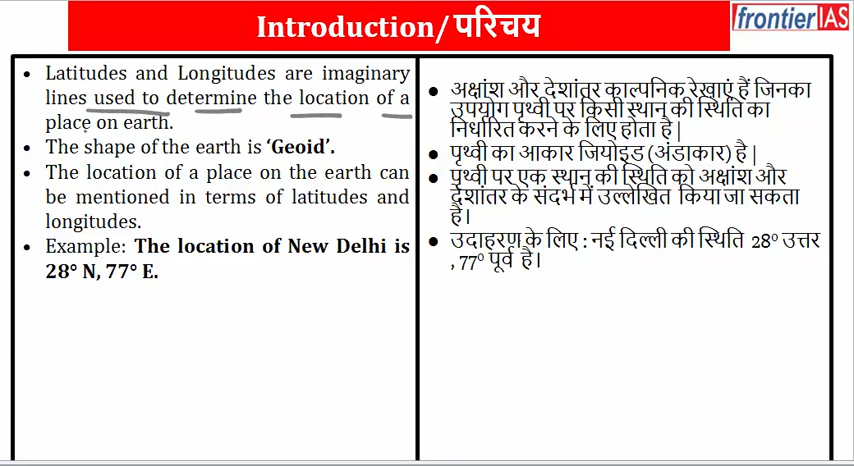 Introduction/परिचय
frontierIAS
• Latitudes and Longitudes are imaginary
lines used to determine the location of a
place on earth.
• The shape of the earth is ‘Geoid’.
• The location of a place on the earth can
be mentioned in terms of latitudes and
longitudes.
• Example: The location of New Delhi is
28° N, 77° E.
● अक्षांश और देशांतर काल्पनिक रेखाएं हैं जिनका
उपयोग पृथ्वी पर किसी स्थान की स्थिति का
निर्धारित करने के लिए होता है|
● पृथ्वी का आकार जियोइड (अंडाकार) है|
● पृथ्वी पर एक स्थान की स्थिति को अक्षांश और
देशांतर के संदर्भ में उल्लेखित किया जा सकता
है।
● उदाहरण के लिए : नई दिल्ली की स्थिति 28⁰ उत्तर
, 77⁰ पूर्व है।